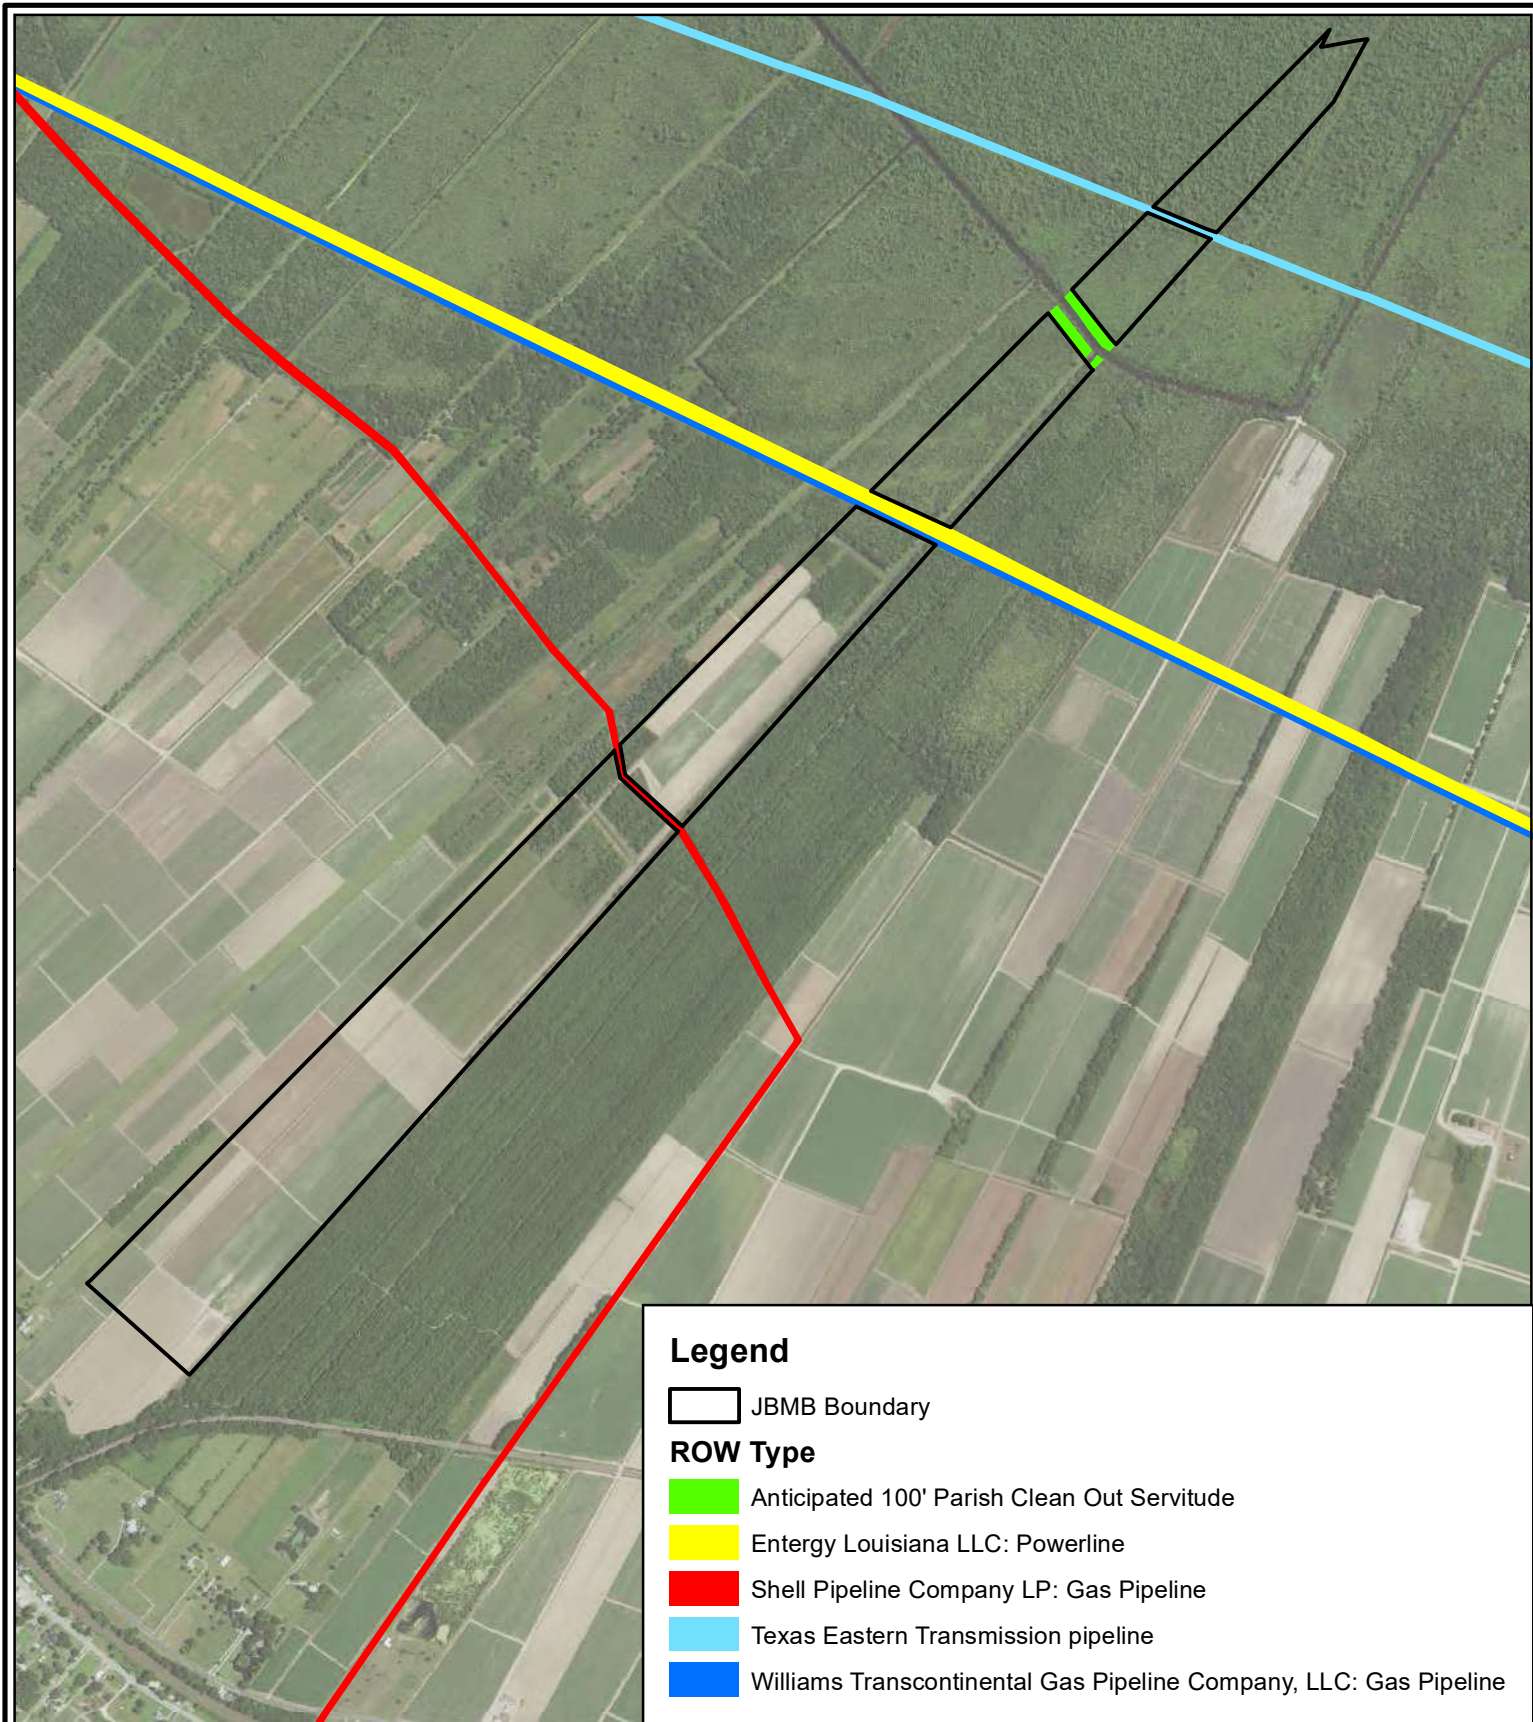 Legend
JBMB Boundary
ROW Type
Anticipated 100' Parish Clean Out Servitude
Entergy Louisiana LLC: Powerline
Shell Pipeline Company LP: Gas Pipeline
Texas Eastern Transmission pipeline
Williams Transcontinental Gas Pipeline Company, LLC: Gas Pipeline